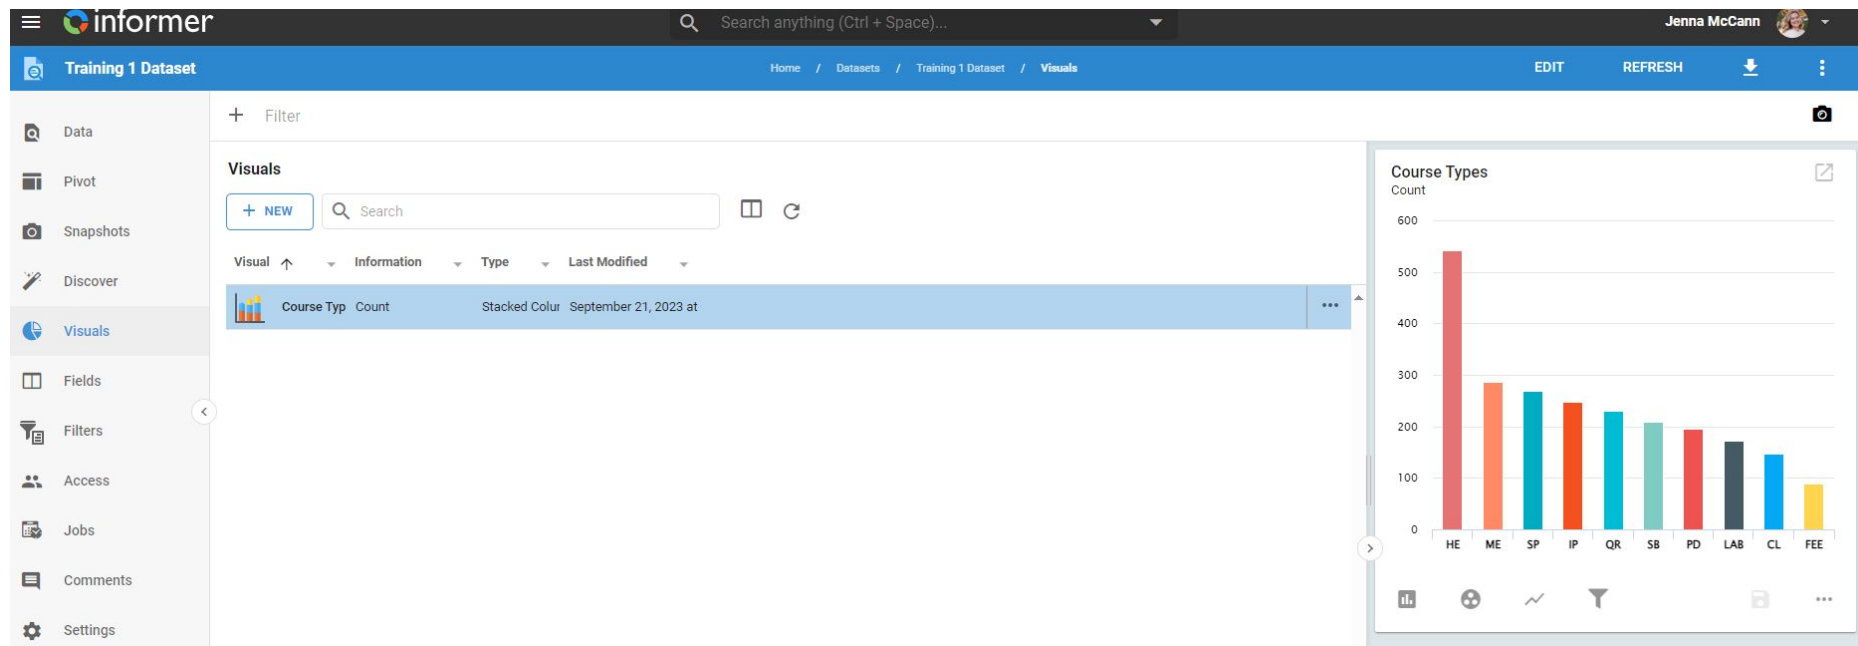 informer
Search anything (Ctrl + Space)...
Jenna McCann
Training 1 Dataset
Home / Datasets / Training 1 Dataset / Visuals
EDIT
REFRESH
Data
Pivot
Snapshots
Discover
Visuals
Fields
Filters
Access
Jobs
Comments
Settings
+ Filter
Visuals
+ NEW
Search
Visual Information Type Last Modified
Course Typ Count Stacked Colur September 21, 2023 at
Course Types
Count
600
500
400
300
200
100
0
HE ME SP IP QR SB PD LAB CL FEE